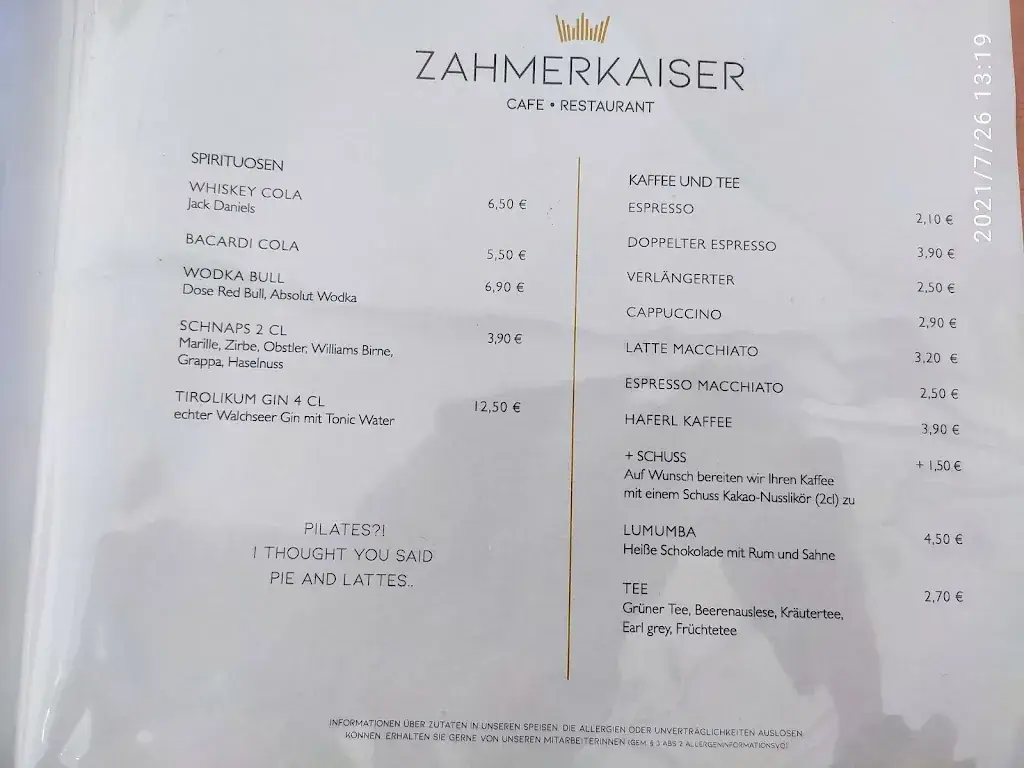 ZAHMERKAISER
CAFE • RESTAURANT
SPIRITUOSEN
WHISKEY COLA 6,50 €
Jack Daniels
BACARDI COLA 5,50 €
WODKA BULL 6,90 €
Dose Red Bull, Absolut Wodka
SCHNAPS 2 CL 3,90 €
Marille, Zirbe, Obstler, Williams Birne,
Grappa, Haselnuss
TIROLIKUM GIN 4 CL 12,50 €
echter Walchseer Gin mit Tonic Water
PILATES?!
I THOUGHT YOU SAID
PIE AND LATTES..
KAFFEE UND TEE
ESPRESSO 2,10 €
DOPPELTER ESPRESSO 3,90 €
VERLÄNGERTER 2,50 €
CAPPUCCINO 2,90 €
LATTE MACCHIATO 3,20 €
ESPRESSO MACCHIATO 2,50 €
HAFERL KAFFEE 3,90 €
+ SCHUSS + 1,50 €
Auf Wunsch bereiten wir Ihren Kaffee
mit einem Schuss Kakao-Nusslikör (2cl) zu
LUMUMBA 4,50 €
Heiße Schokolade mit Rum und Sahne
TEE 2,70 €
Grüner Tee, Beerenauslese, Kräutertee,
Earl grey, Früchtetee
INFORMATIONEN ÜBER ZUTATEN IN UNSEREN SPEISEN, DIE ALLERGIEN ODER UNVERTRÄGLICHKEITEN AUSLÖSEN
KÖNNEN, ERHALTEN SIE GERNE VON UNSEREN MITARBEITERINNEN (GEM. § 3 ABS 2 ALLERGENINFORMATIONSVO)
2021/7/26 13:19